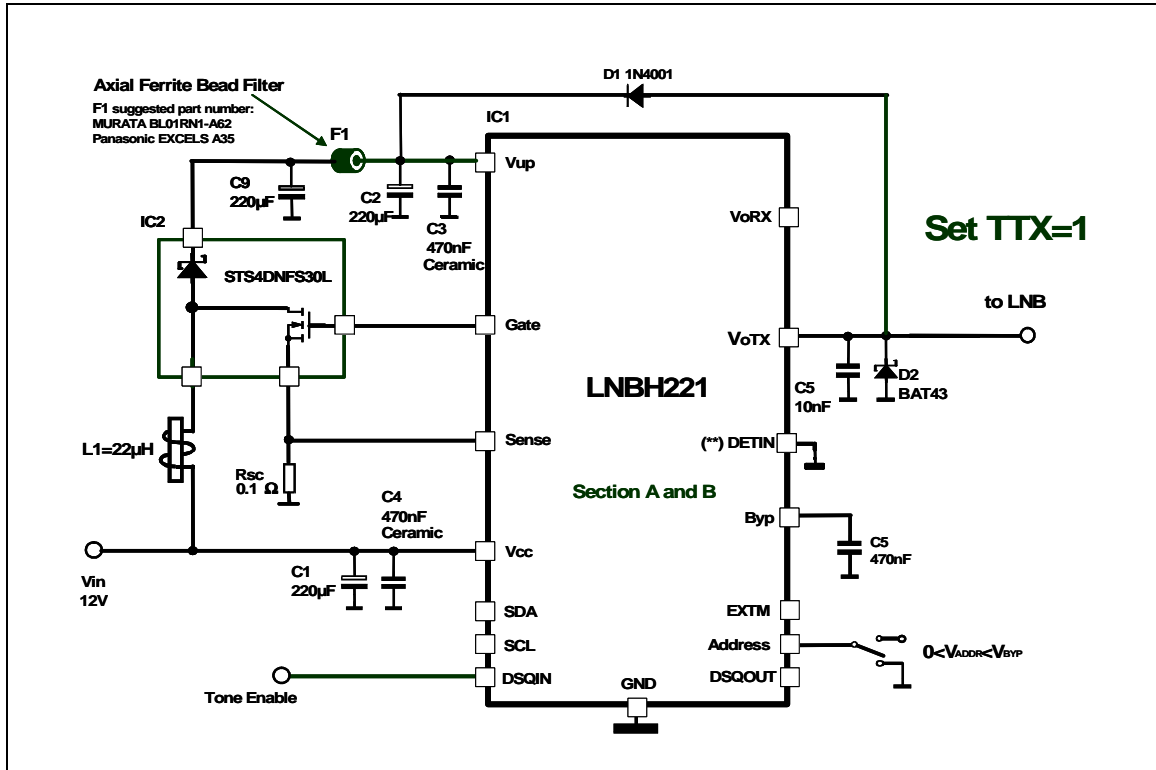 D1 1N4001
Axial Ferrite Bead Filter
F1 suggested part number:
MURATA BL01RN1-A62
Panasonic EXCELS A35
F1
IC1
Vup
C9
220µF
C2
220µF
C3
470nF
Ceramic
IC2
STS4DNFS30L
VoRX
Set TTX=1
to LNB
Gate
VoTX
LNBH221
C5
10nF
D2
BAT43
L1=22µH
Sense
(**) DETIN
Rsc
0.1 Ω
Section A and B
C4
470nF
Ceramic
Byp
C5
470nF
Vcc
Vin
12V
C1
220µF
SDA
EXTM
SCL
Address
0<VADDR<VBYP
DSQIN
DSQOUT
Tone Enable
GND